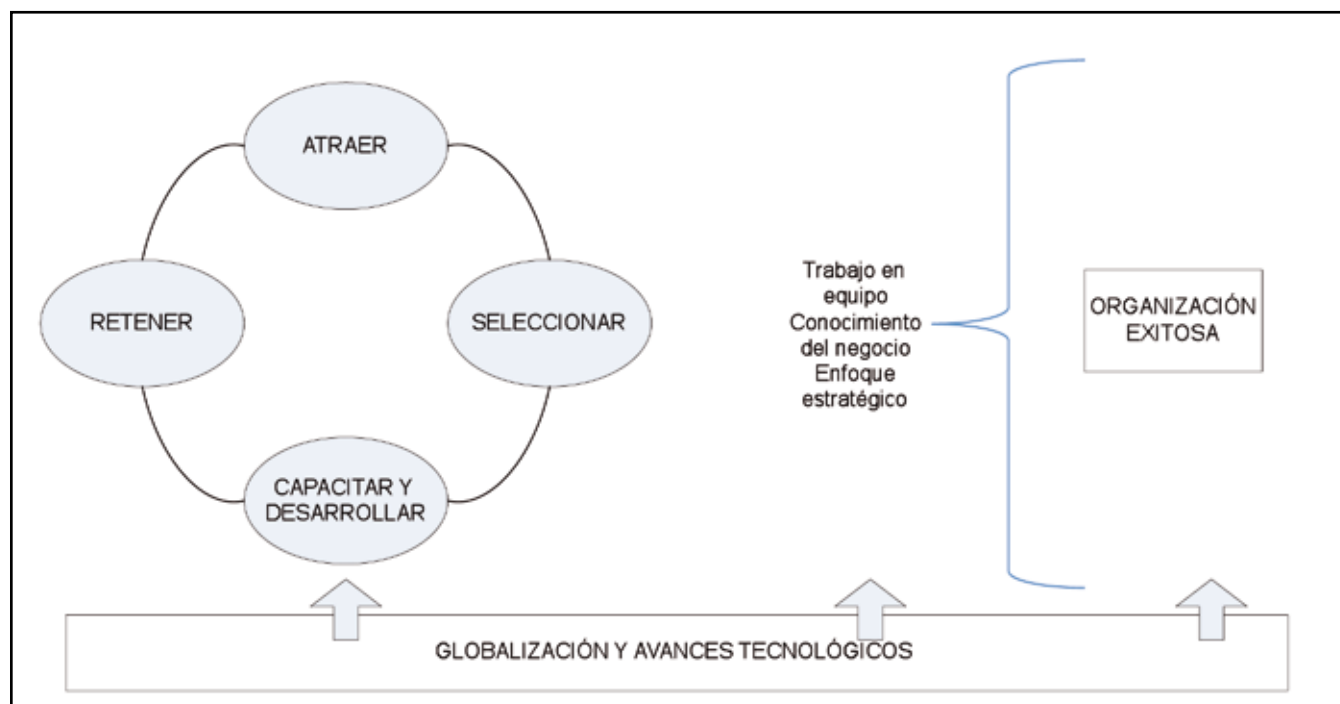 ATRAER
RETENER
SELECCIONAR
CAPACITAR Y
DESARROLLAR
Trabajo en
equipo
Conocimiento
del negocio
Enfoque
estratégico
ORGANIZACIÓN
EXITOSA
GLOBALIZACIÓN Y AVANCES TECNOLÓGICOS